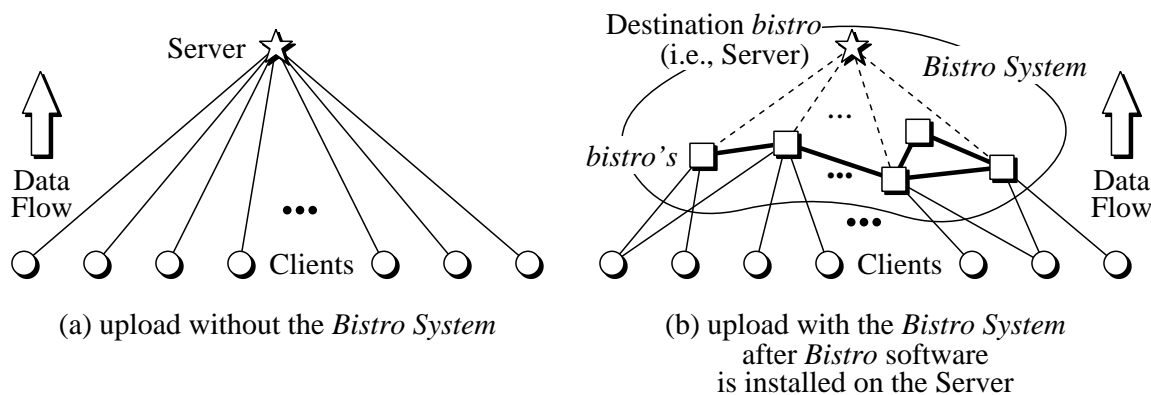 Server
Data
Flow
Clients
(a) upload without the Bistro System
Destination bistro
(i.e., Server)
Bistro System
bistro's
Data
Flow
Clients
(b) upload with the Bistro System
after Bistro software
is installed on the Server